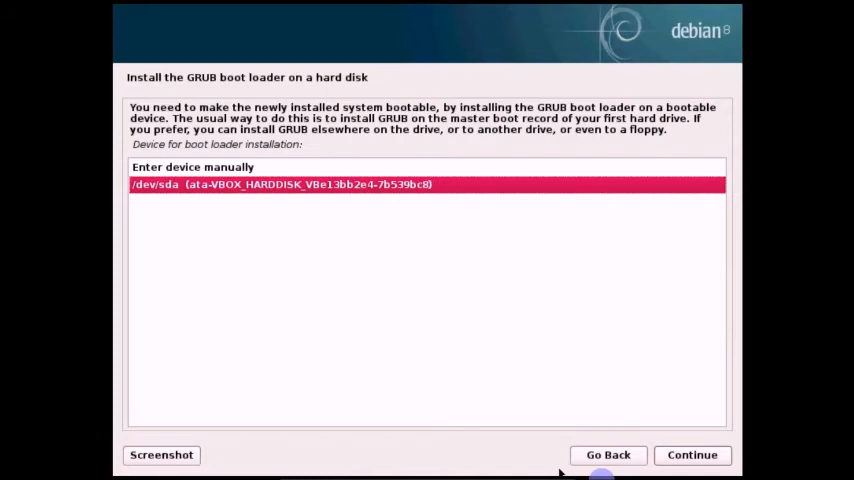 debian 8
Install the GRUB boot loader on a hard disk
You need to make the newly installed system bootable, by installing the GRUB boot loader on a bootable
device. The usual way to do this is to install GRUB on the master boot record of your first hard drive. If
you prefer, you can install GRUB elsewhere on the drive, or to another drive, or even to a floppy.
Device for boot loader installation:
Enter device manually
/dev/sda (ata-VBOX_HARDDISK_VBe13bb2e4-7b539bc8)
Screenshot
Go Back
Continue